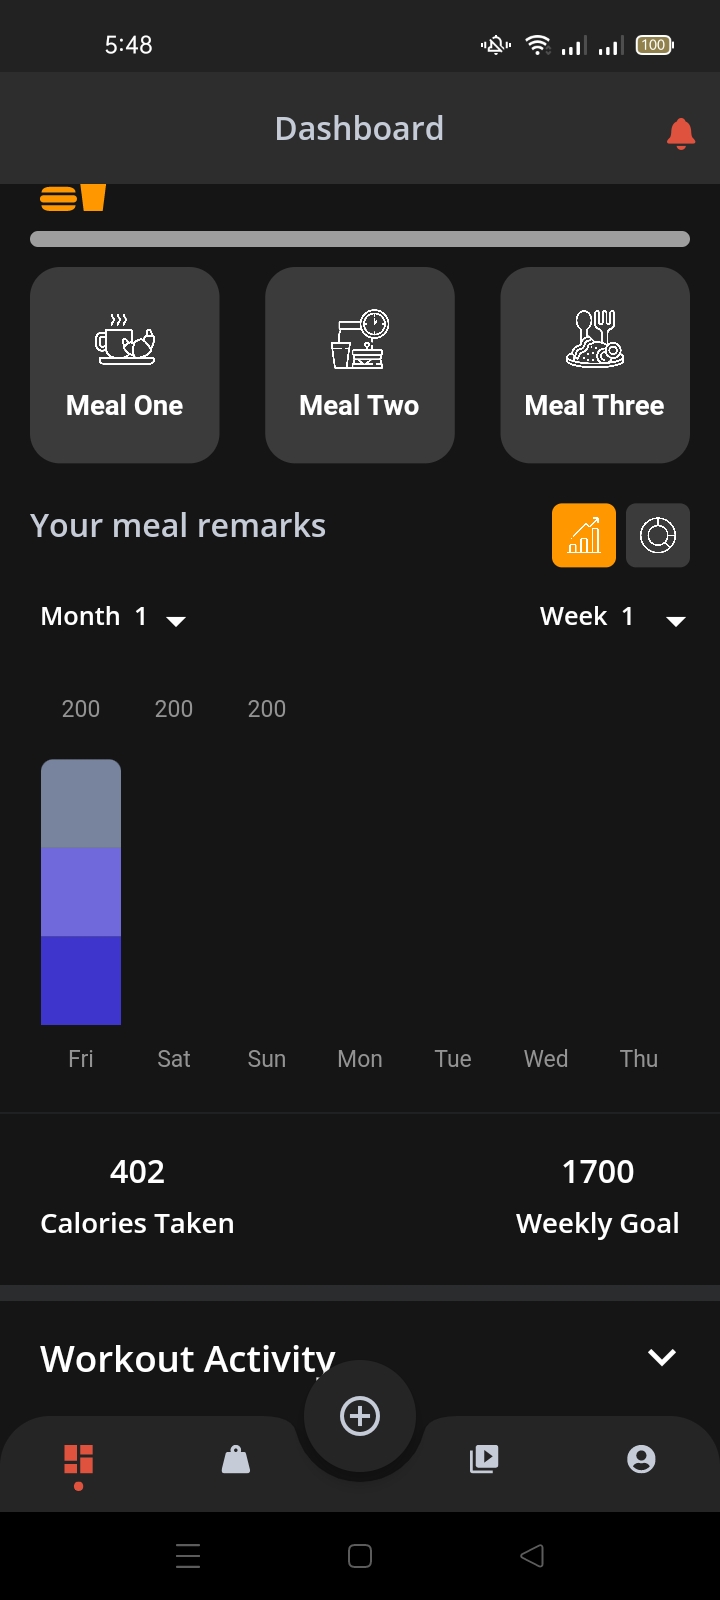 5:48
100
Dashboard
Meal One
Meal Two
Meal Three
Your meal remarks
Month 1
Week 1
200 200 200
Fri Sat Sun Mon Tue Wed Thu
402
1700
Calories Taken
Weekly Goal
Workout Activity